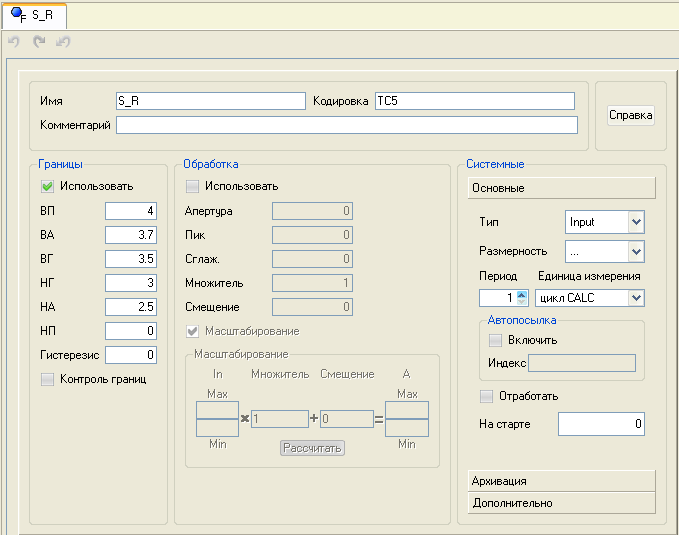 S_R
Имя S_R Кодировка TC5
Комментарий
Справка
Границы
Использовать
ВП 4
ВА 3.7
ВГ 3.5
НГ 3
НА 2.5
НП 0
Гистерезис 0
Контроль границ
Обработка
Использовать
Апертура 0
Пик 0
Сглаж. 0
Множитель 1
Смещение 0
Масштабирование
Масштабирование
In Множитель Смещение A
Max Max
× 1 + 0 =
Min Min
Рассчитать
Системные
Основные
Тип Input
Размерность ...
Период Единица измерения
1 цикл CALC
Автопосылка
Включить
Индекс
Отработать
На старте 0
Архивация
Дополнительно